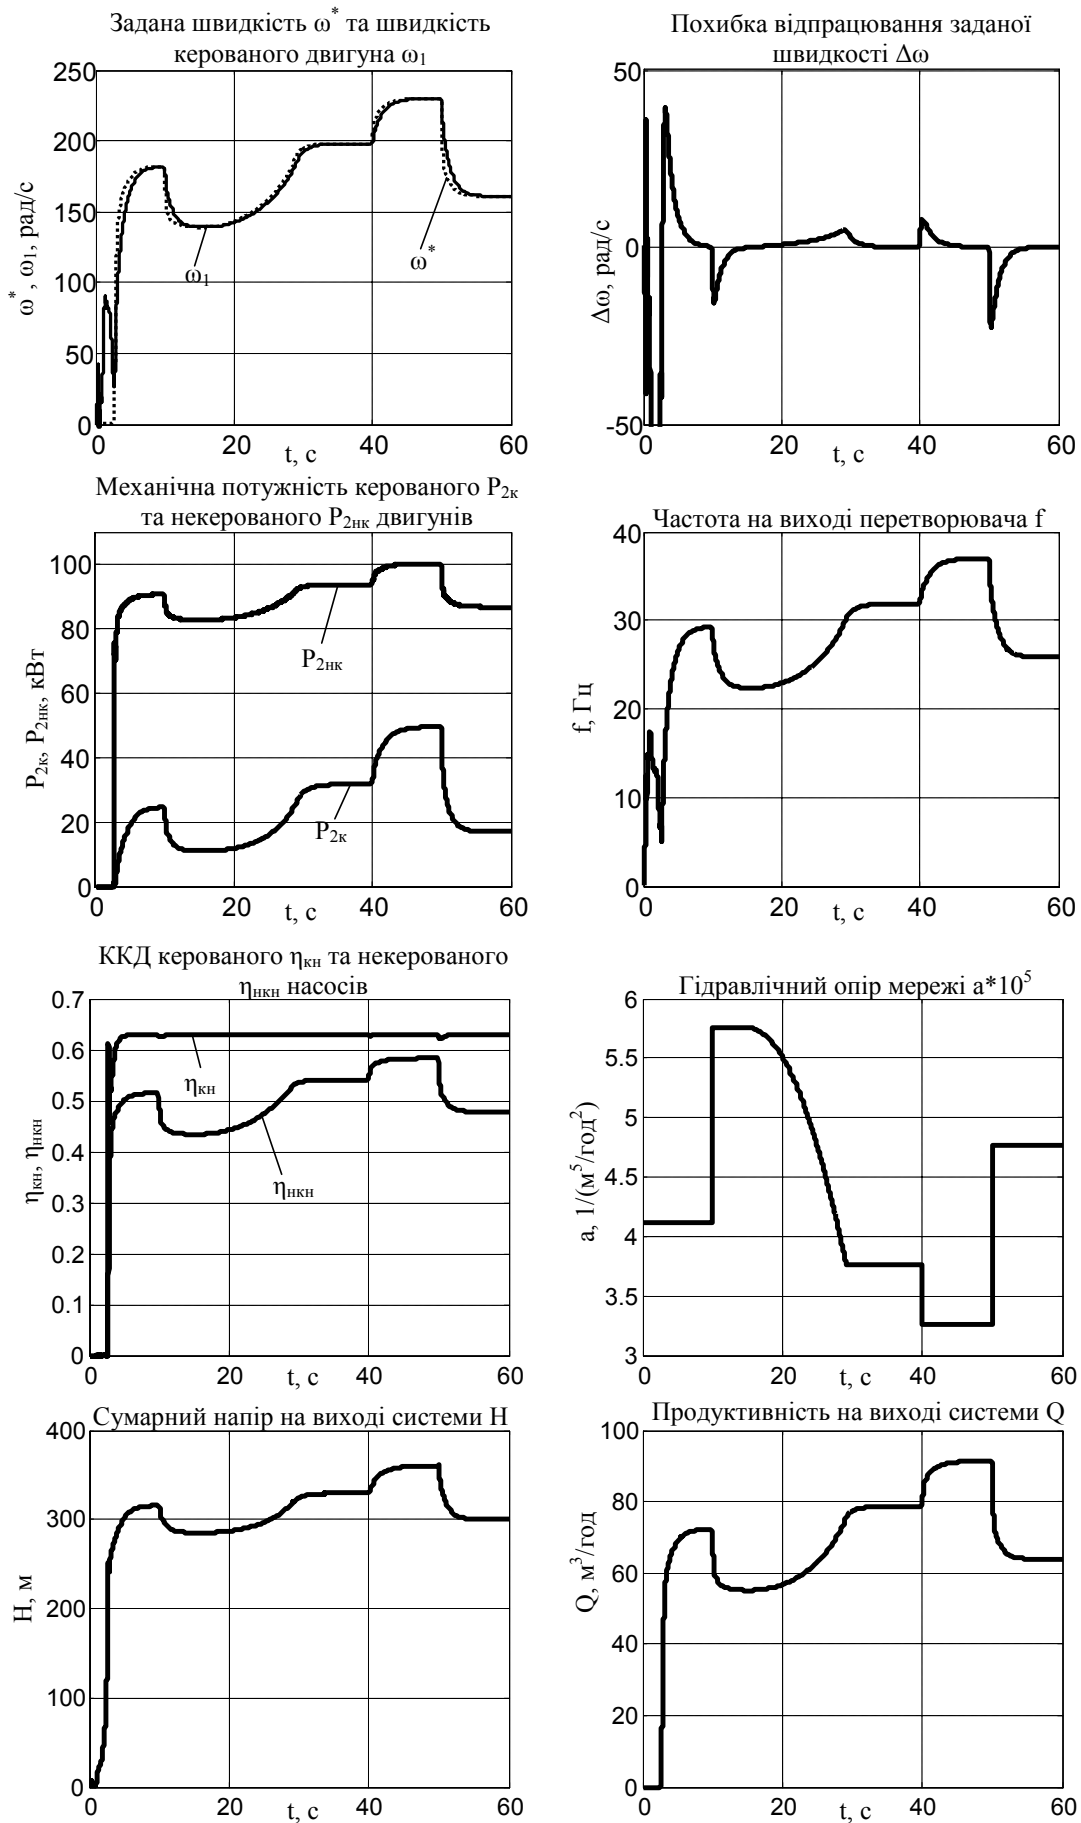 Задана швидкість ω* та швидкість
керованого двигуна ω₁
250
200
150
100
50
0
ω*, ω₁, рад/с
ω₁
ω*
0 20 40 60
t, с
Похибка відпрацювання заданої
швидкості Δω
50
0
-50
Δω, рад/с
0 20 40 60
t, с
Механічна потужність керованого P₂к
та некерованого P₂нк двигунів
100
80
60
40
20
0
P₂к, P₂нк, кВт
P₂нк
P₂к
0 20 40 60
t, с
Частота на виході перетворювача f
40
30
20
10
0
f, Гц
0 20 40 60
t, с
ККД керованого ηкн та некерованого
ηнкн насосів
0.7
0.6
0.5
0.4
0.3
0.2
0.1
0
ηкн, ηнкн
ηкн
ηнкн
0 20 40 60
t, с
Гідравлічний опір мережі a*10⁵
6
5.5
5
4.5
4
3.5
3
a, 1/(м⁵/год²)
0 20 40 60
t, с
Сумарний напір на виході системи H
400
300
200
100
0
H, м
0 20 40 60
t, с
Продуктивність на виході системи Q
100
80
60
40
20
0
Q, м³/год
0 20 40 60
t, с